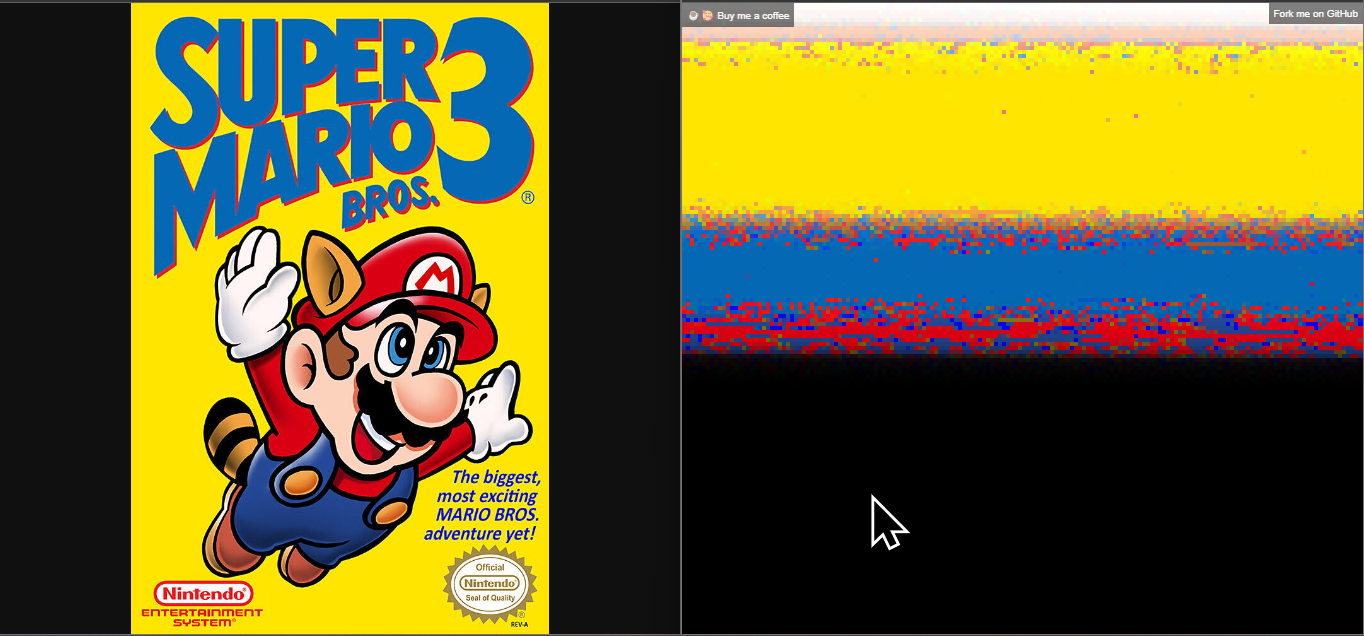 Buy me a coffee
Fork me on GitHub
SUPER
MARIO
BROS.
3
®
M
The biggest,
most exciting
MARIO BROS.
adventure yet!
Official
Nintendo
Seal of Quality
®
REV-A
Nintendo®
ENTERTAINMENT
SYSTEM®